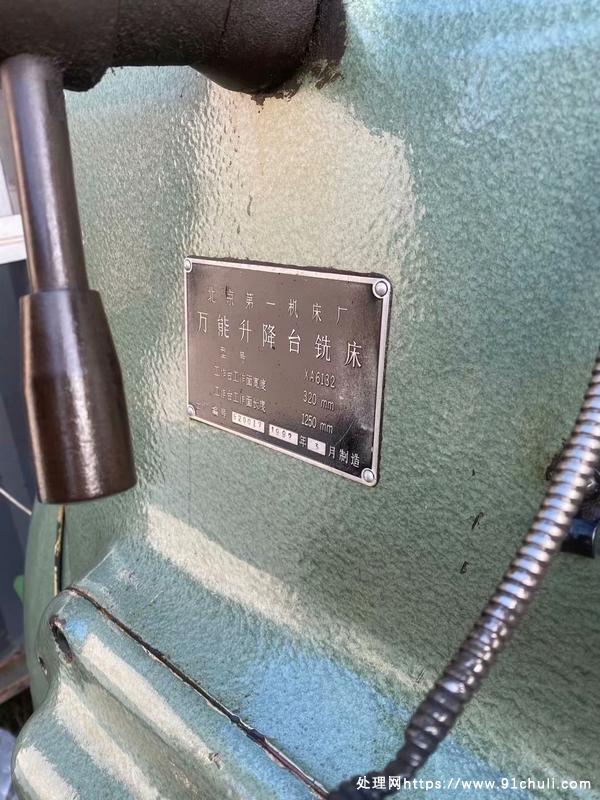 北京第一机床厂
万能升降台铣床
型号 XA6132
工作台工作面宽度 320 mm
工作台工作面长度 1250 mm
编号 年 月制造
处理网https://www.91chuli.com/